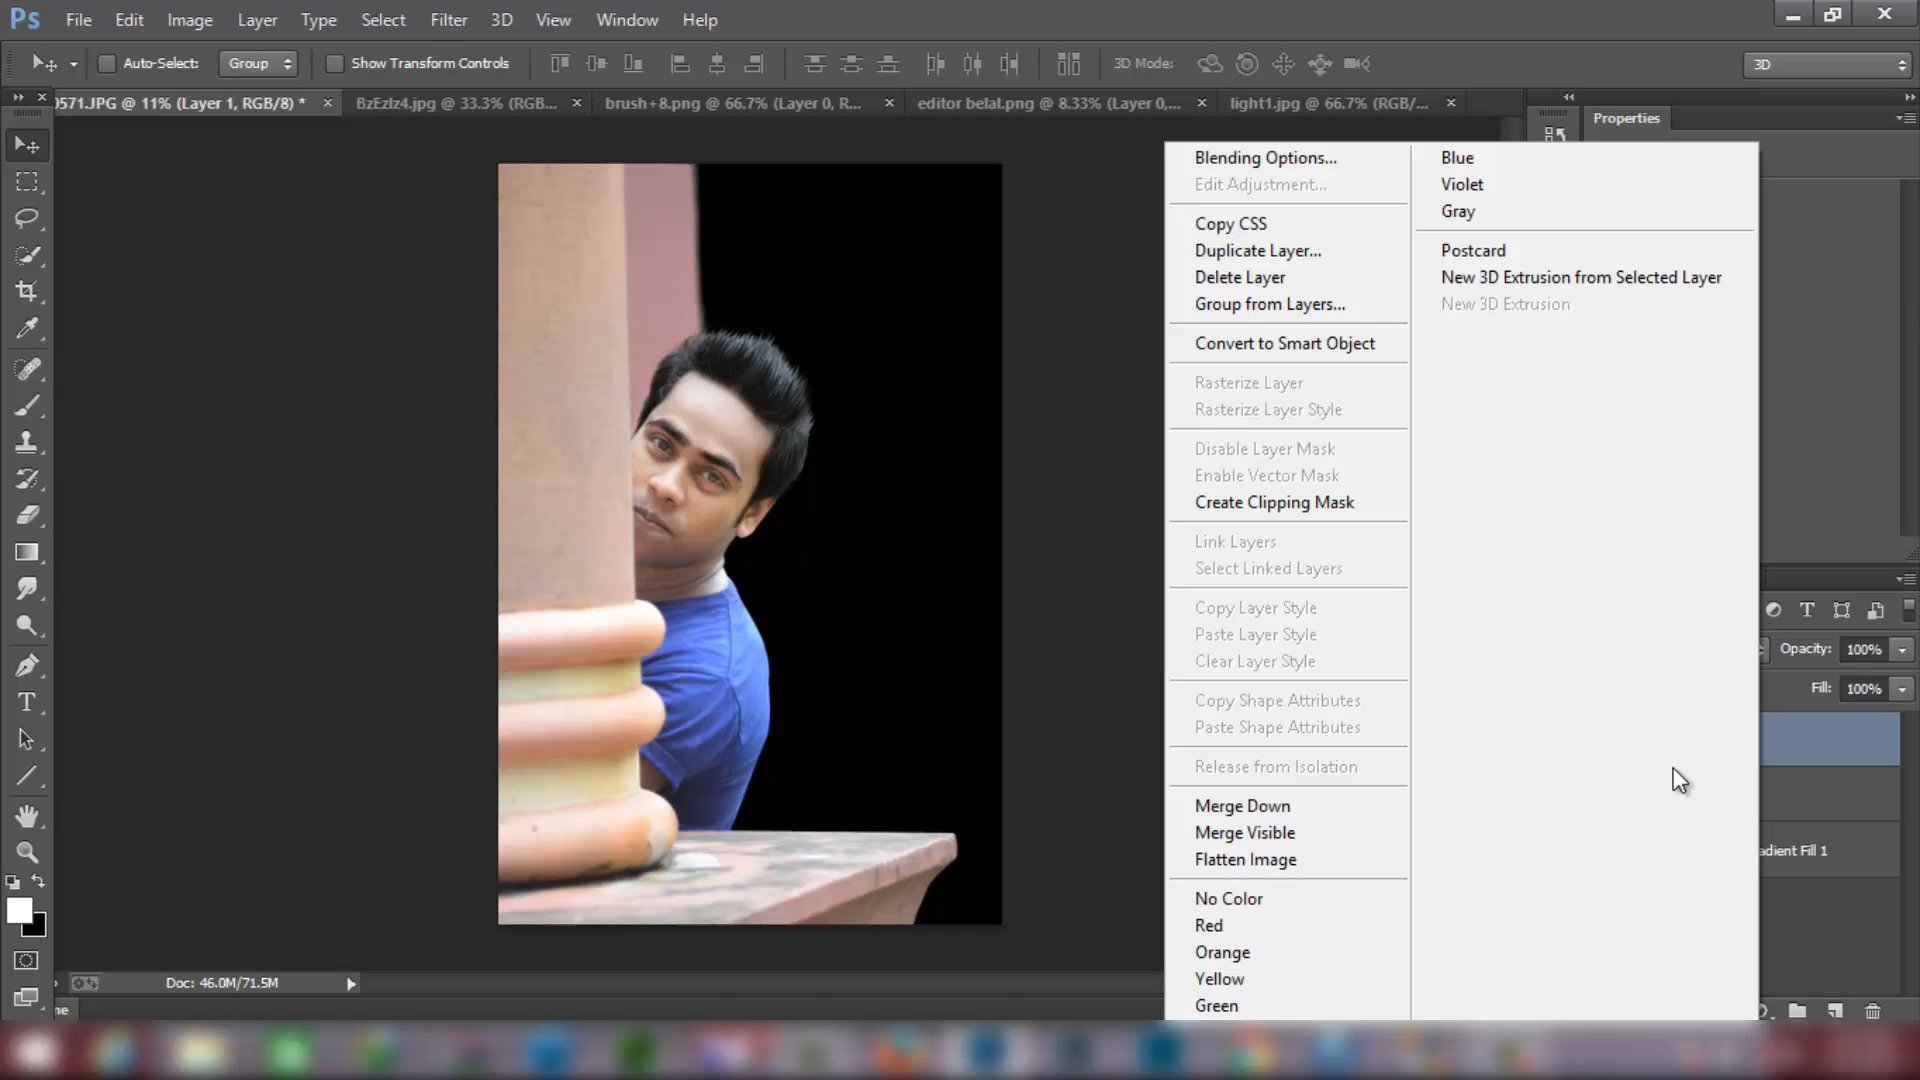 Ps File Edit Image Layer Type Select Filter 3D View Window Help
Auto-Select: Group Show Transform Controls 3D Mode: 3D
0571.JPG @ 11% (Layer 1, RGB/8) * BzEzlz4.jpg @ 33.3% (RGB... brush+8.png @ 66.7% (Layer 0, R... editor belal.png @ 8.33% (Layer 0,... light1.jpg @ 66.7% (RGB/...
Properties
Blending Options...
Edit Adjustment...
Copy CSS
Duplicate Layer...
Delete Layer
Group from Layers...
Convert to Smart Object
Rasterize Layer
Rasterize Layer Style
Disable Layer Mask
Enable Vector Mask
Create Clipping Mask
Link Layers
Select Linked Layers
Copy Layer Style
Paste Layer Style
Clear Layer Style
Copy Shape Attributes
Paste Shape Attributes
Release from Isolation
Merge Down
Merge Visible
Flatten Image
No Color
Red
Orange
Yellow
Green
Blue
Violet
Gray
Postcard
New 3D Extrusion from Selected Layer
New 3D Extrusion
Opacity: 100%
Fill: 100%
adient Fill 1
Doc: 46.0M/71.5M
ne